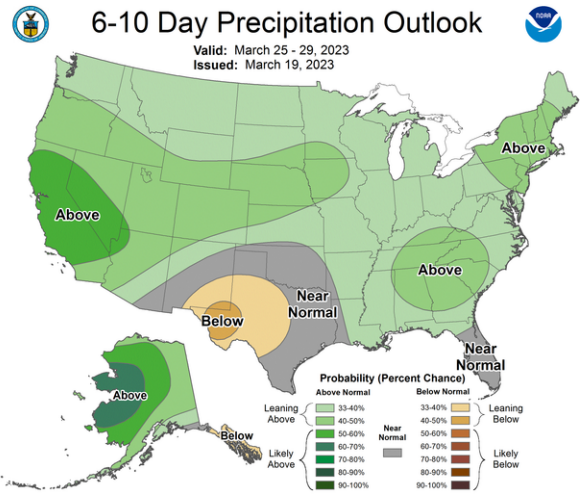 6-10 Day Precipitation Outlook
Valid: March 25 - 29, 2023
Issued: March 19, 2023
NOAA
Above
Above
Above
Near
Normal
Below
Near
Normal
Above
Below
Probability (Percent Chance)
Above Normal
Below Normal
Leaning
Above
33-40%
40-50%
Likely
Above
50-60%
60-70%
70-80%
80-90%
90-100%
Near
Normal
33-40%
40-50%
Leaning
Below
50-60%
60-70%
70-80%
80-90%
90-100%
Likely
Below